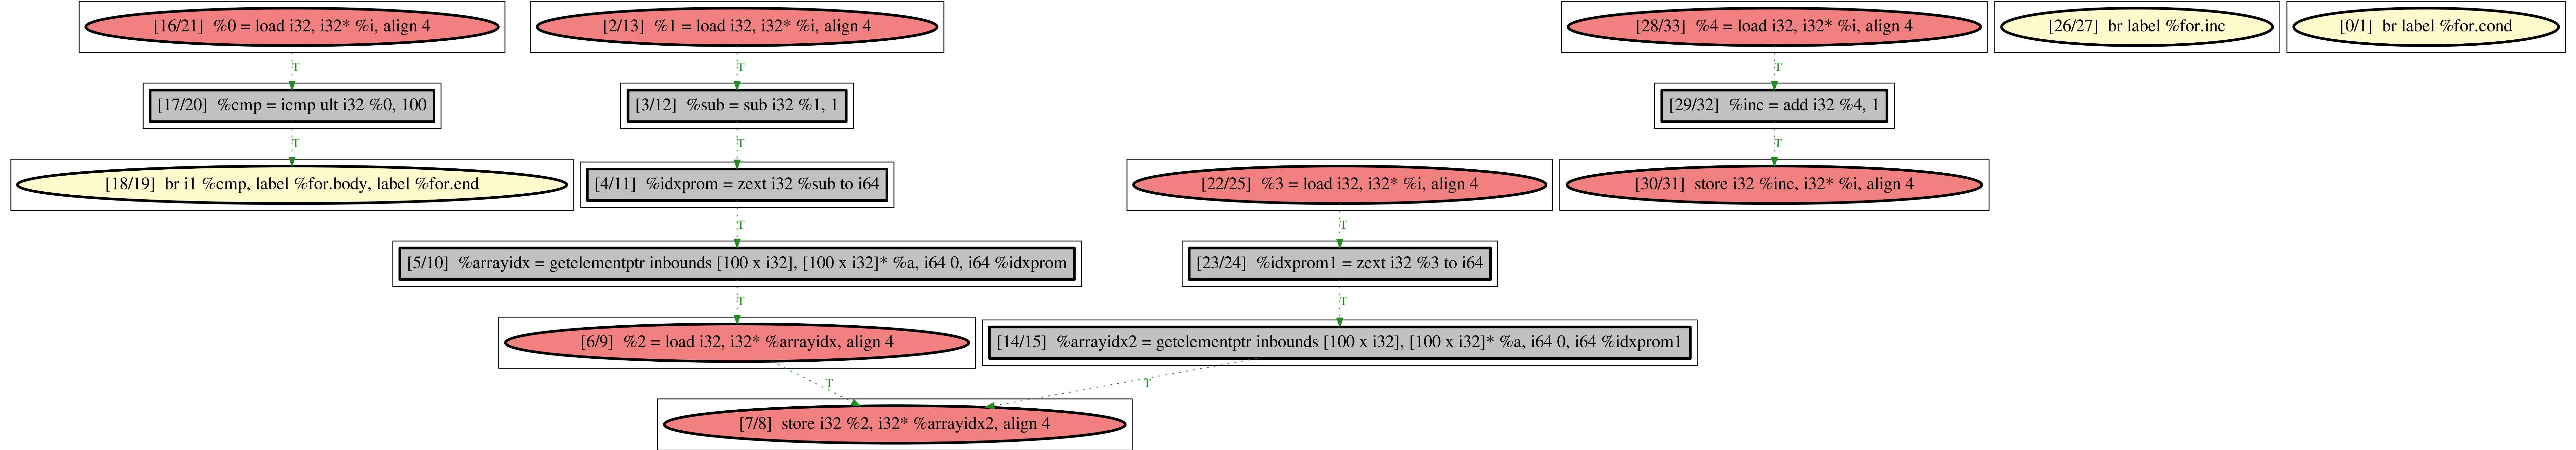 [16/21] %0 = load i32, i32* %i, align 4
[2/13] %1 = load i32, i32* %i, align 4
[28/33] %4 = load i32, i32* %i, align 4
[26/27] br label %for.inc
[0/1] br label %for.cond
T
T
T
[17/20] %cmp = icmp ult i32 %0, 100
[3/12] %sub = sub i32 %1, 1
[29/32] %inc = add i32 %4, 1
T
T
T
[18/19] br i1 %cmp, label %for.body, label %for.end
[4/11] %idxprom = zext i32 %sub to i64
[22/25] %3 = load i32, i32* %i, align 4
[30/31] store i32 %inc, i32* %i, align 4
T
T
[5/10] %arrayidx = getelementptr inbounds [100 x i32], [100 x i32]* %a, i64 0, i64 %idxprom
[23/24] %idxprom1 = zext i32 %3 to i64
T
T
[6/9] %2 = load i32, i32* %arrayidx, align 4
[14/15] %arrayidx2 = getelementptr inbounds [100 x i32], [100 x i32]* %a, i64 0, i64 %idxprom1
T
T
[7/8] store i32 %2, i32* %arrayidx2, align 4